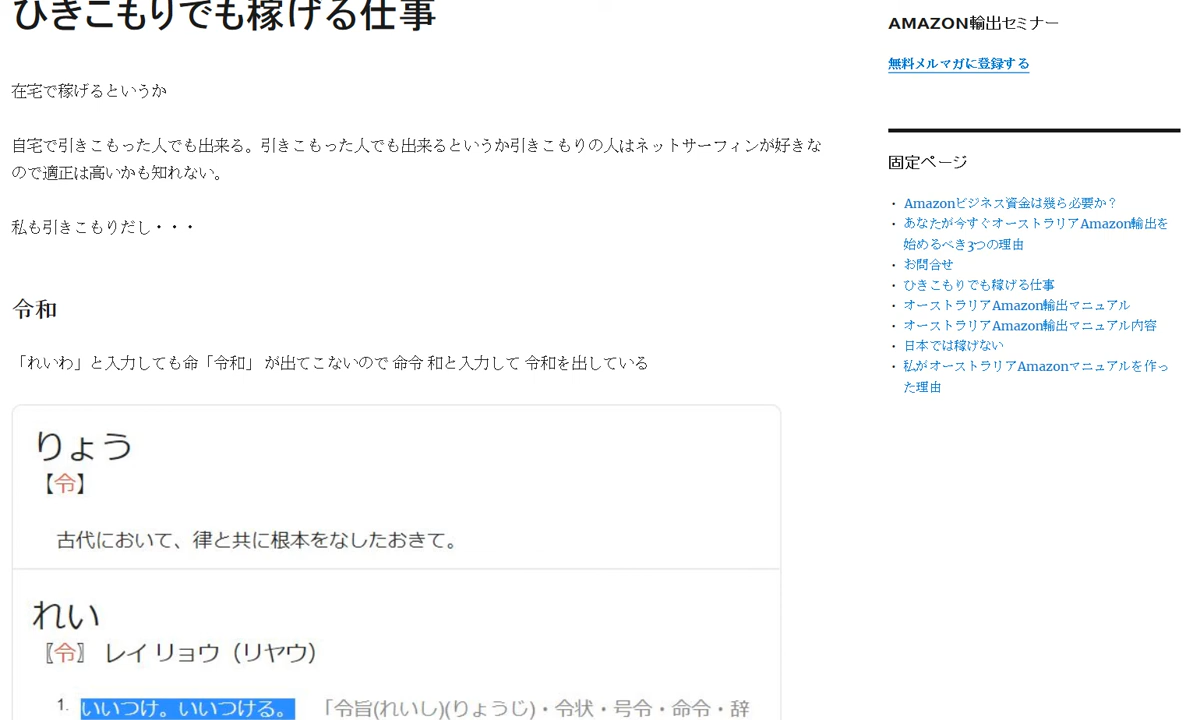 ひきこもりでも稼げる仕事
在宅で稼げるというか
自宅で引きこもった人でも出来る。引きこもった人でも出来るというか引きこもりの人はネットサーフィンが好きな
ので適正は高いかも知れない。
私も引きこもりだし・・・
令和
「れいわ」と入力しても命「令和」 が出てこないので 命令 和と入力して 令和を出している
りょう
【令】
古代において、律と共に根本をなしたおきて。
れい
〖令〗 レイ リョウ（リヤウ）
1. いいつけ。いいつける。 「令旨(れいし)(りょうじ)・令状・号令・命令・辞
AMAZON輸出セミナー
無料メルマガに登録する
固定ページ
・ Amazonビジネス資金は幾ら必要か？
・ あなたが今すぐオーストラリアAmazon輸出を
始めるべき3つの理由
・ お問合せ
・ ひきこもりでも稼げる仕事
・ オーストラリアAmazon輸出マニュアル
・ オーストラリアAmazon輸出マニュアル内容
・ 日本では稼げない
・ 私がオーストラリアAmazonマニュアルを作っ
た理由